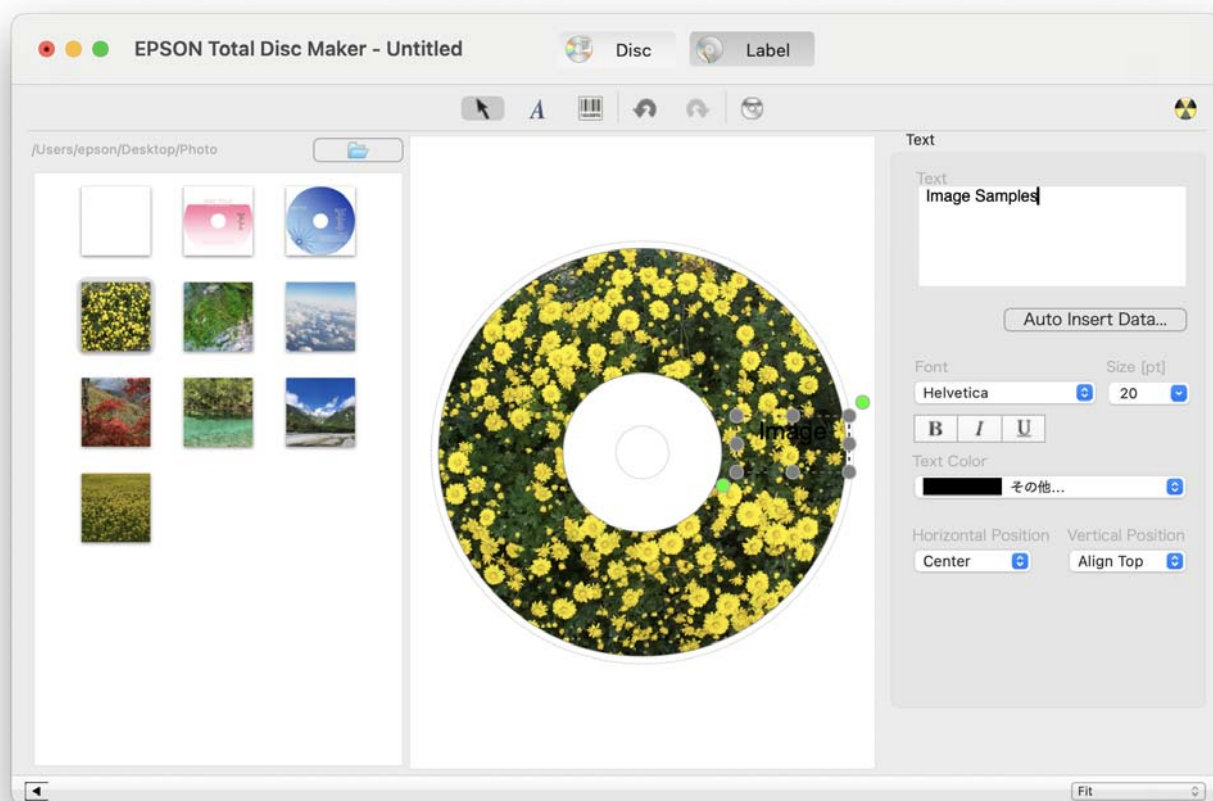 EPSON Total Disc Maker - Untitled
Disc
Label
A
/Users/epson/Desktop/Photo
Text
Text
Image Samples
Auto Insert Data...
Font
Size [pt]
Helvetica
20
B I U
Text Color
その他...
Horizontal Position
Vertical Position
Center
Align Top
Image
Fit